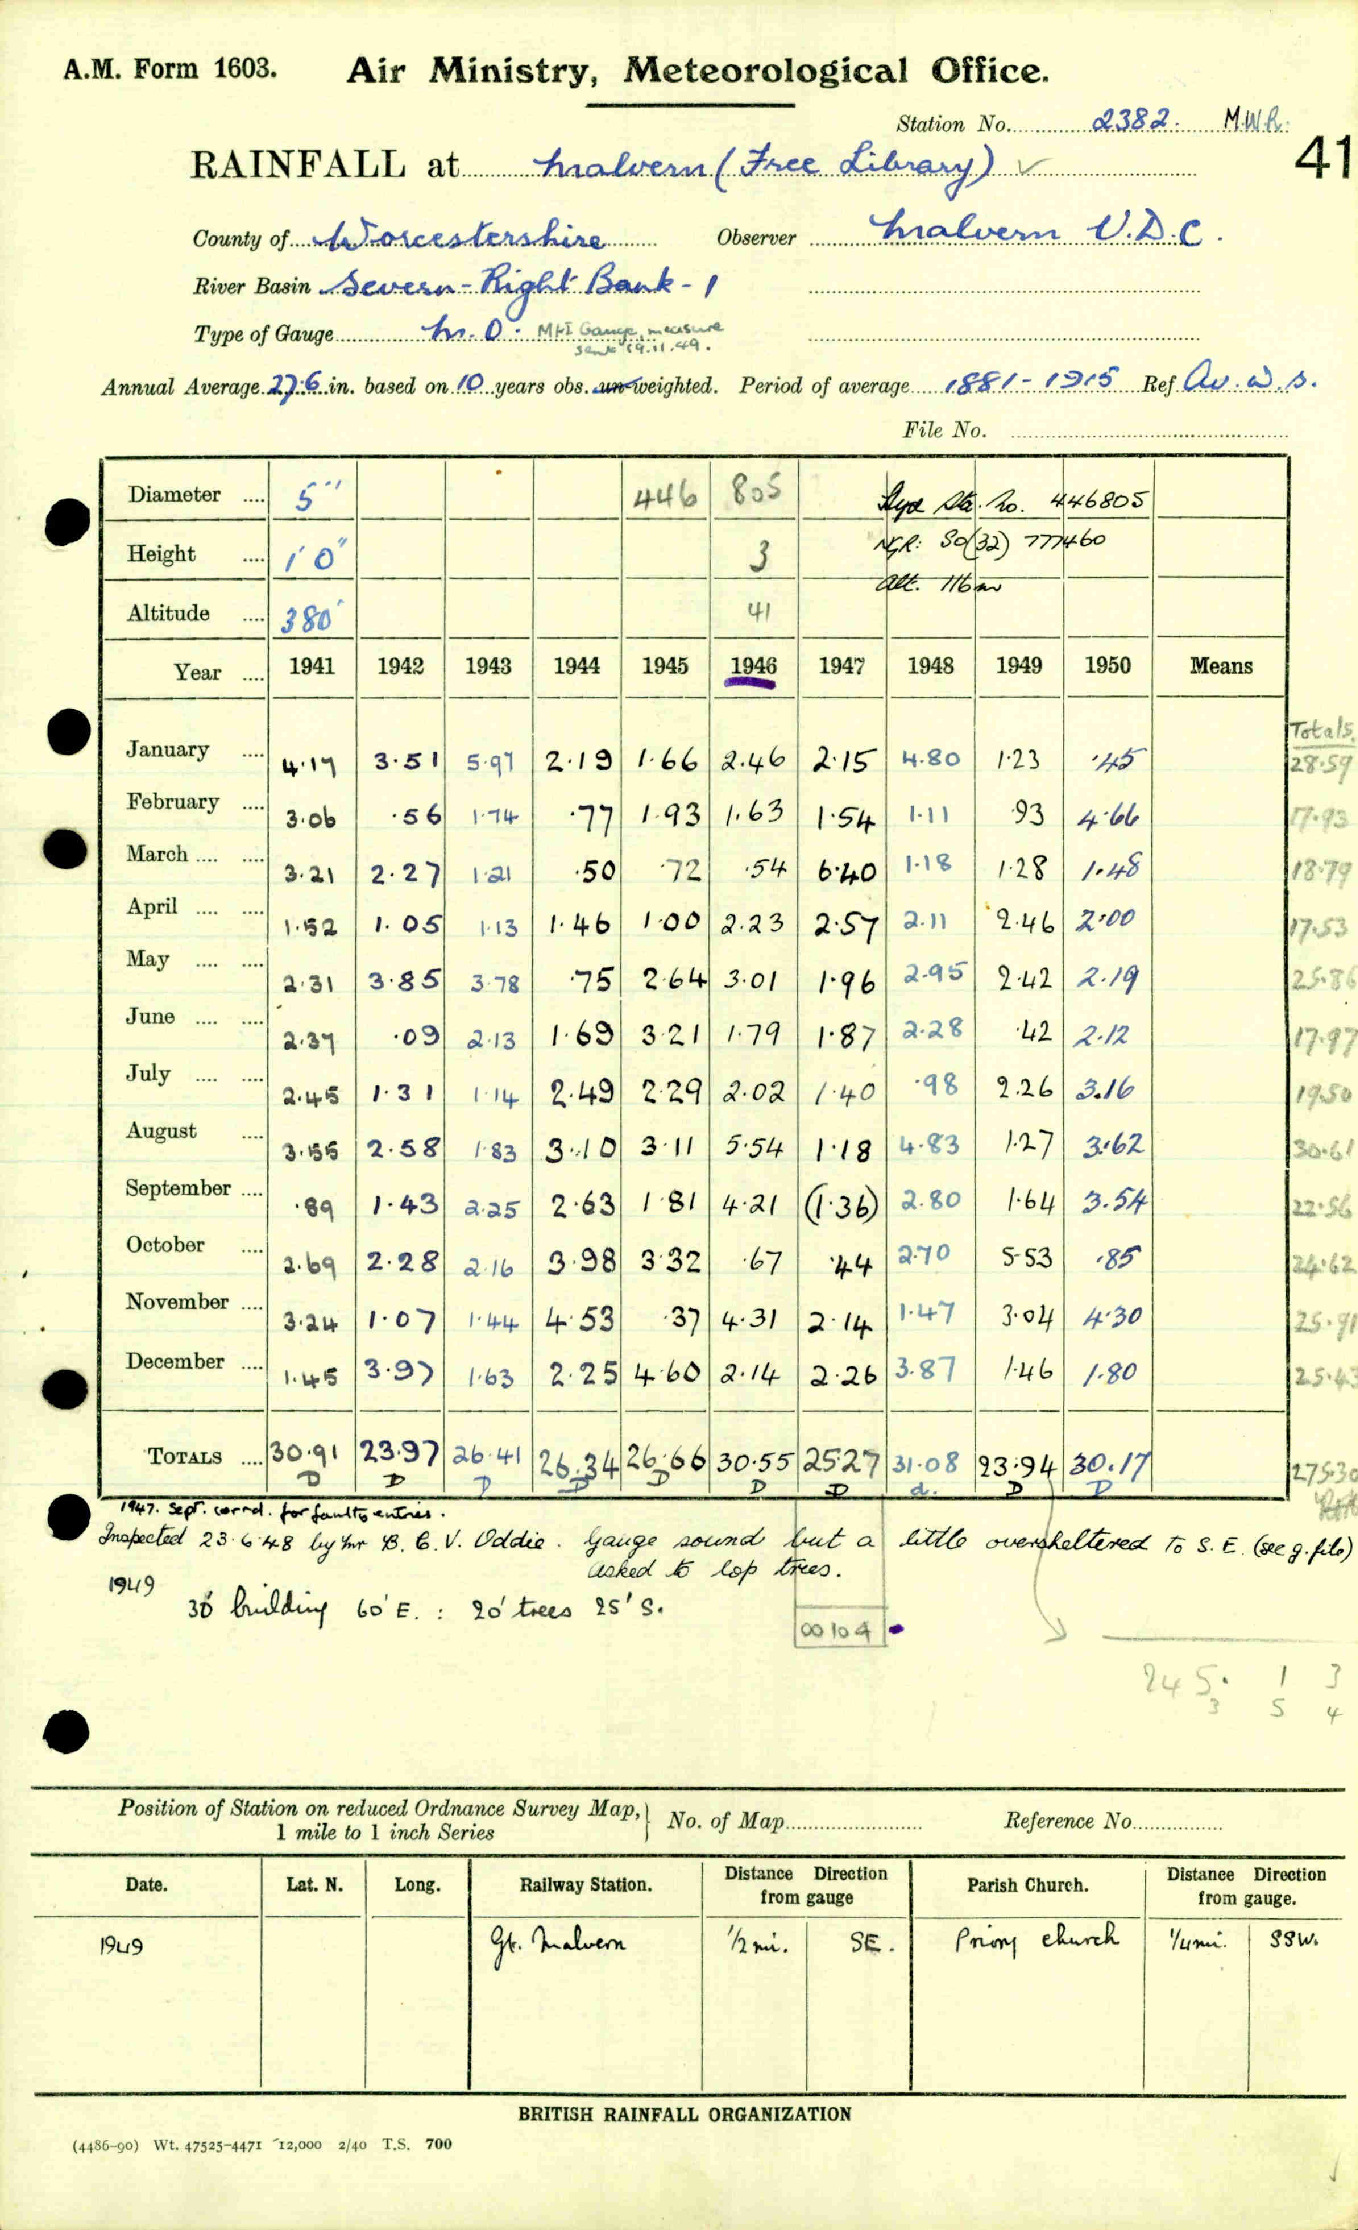 A.M. Form 1603. Air Ministry, Meteorological Office.
Station No. 2382. M.W.R.
RAINFALL at Malvern (Free Library) ✓ 41
County of Worcestershire Observer Malvern U.D.C.
River Basin Severn - Right Bank - 1
Type of Gauge M.O. MkI Gauge, measure
sent 19.11.49.
Annual Average 27.6 in. based on 10 years obs. un-weighted. Period of average 1881-1915 Ref Av. W. S.
File No.
Diameter .... 5" 446 805 Hyd Sta. No. 446805
Height .... 1' 0" 3 NGR: SO(32) 777460
Altitude .... 380' 41 Alt. 116m
Year .... 1941 1942 1943 1944 1945 1946 1947 1948 1949 1950 Means
Totals
January .... 4.17 3.51 5.97 2.19 1.66 2.46 2.15 4.80 1.23 .45 28.59
February .... 3.06 .56 1.74 .77 1.93 1.63 1.54 1.11 .93 4.66 17.93
March .... .... 3.21 2.27 1.21 .50 .72 .54 6.40 1.18 1.28 1.48 18.79
April .... .... 1.52 1.05 1.13 1.46 1.00 2.23 2.57 2.11 2.46 2.00 17.53
May .... .... 2.31 3.85 3.78 .75 2.64 3.01 1.96 2.95 2.42 2.19 25.86
June .... .... 2.37 .09 2.13 1.69 3.21 1.79 1.87 2.28 .42 2.12 17.97
July .... .... 2.45 1.31 1.14 2.49 2.29 2.02 1.40 .98 2.26 3.16 19.50
August .... 3.55 2.58 1.83 3.10 3.11 5.54 1.18 4.83 1.27 3.62 30.61
September .... .89 1.43 2.25 2.63 1.81 4.21 (1.36) 2.80 1.64 3.54 22.56
October .... 2.69 2.28 2.16 3.98 3.32 .67 .44 2.70 5.53 .85 24.62
November .... 3.24 1.07 1.44 4.53 .37 4.31 2.14 1.47 3.04 4.30 25.91
December .... 1.45 3.97 1.63 2.25 4.60 2.14 2.26 3.87 1.46 1.80 25.43
TOTALS .... 30.91 23.97 26.41 26.34 26.66 30.55 25.27 31.08 23.94 30.17 275.30
D D D D D D D d. D D
1947. Sept. corrd. for faulty entries.
Inspected 23.6.48 by Mr B. C. V. Oddie. Gauge sound but a little oversheltered to S.E. (see g. file)
asked to lop trees.
1949
30' building 60' E. : 20' trees 25' S.
00104
245. 1 3
3 5 4
Position of Station on reduced Ordnance Survey Map, No. of Map Reference No
1 mile to 1 inch Series
Date. Lat. N. Long. Railway Station. Distance Direction from gauge Parish Church. Distance Direction from gauge.
1949 Gt. Malvern 1/2 mi. SE. Priory church 1/4 mi. SSW.
BRITISH RAINFALL ORGANIZATION
(4486-90) Wt. 47525-4471 12,000 2/40 T.S. 700